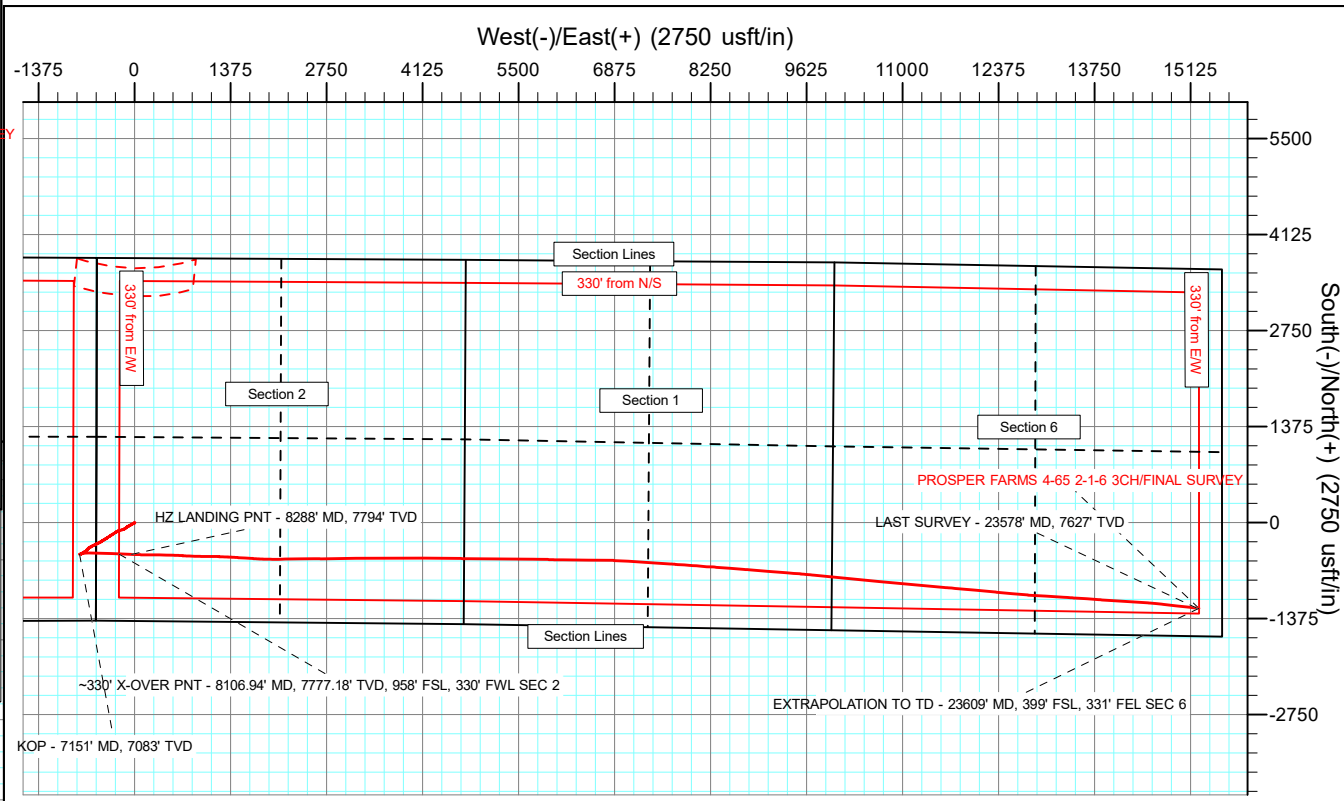 West(-)/East(+) (2750 usft/in)
-1375 0 1375 2750 4125 5500 6875 8250 9625 11000 12375 13750 15125
EY
5500
4125
Section Lines
330' from N/S
330' from E/W
330' from E/W
2750
South(-)/North(+) (2750 usft/in)
Section 2
Section 1
Section 6
1375
PROSPER FARMS 4-65 2-1-6 3CH/FINAL SURVEY
HZ LANDING PNT - 8288' MD, 7794' TVD
LAST SURVEY - 23578' MD, 7627' TVD
0
-1375
Section Lines
~330' X-OVER PNT - 8106.94' MD, 7777.18' TVD, 958' FSL, 330' FWL SEC 2
EXTRAPOLATION TO TD - 23609' MD, 399' FSL, 331' FEL SEC 6
-2750
KOP - 7151' MD, 7083' TVD